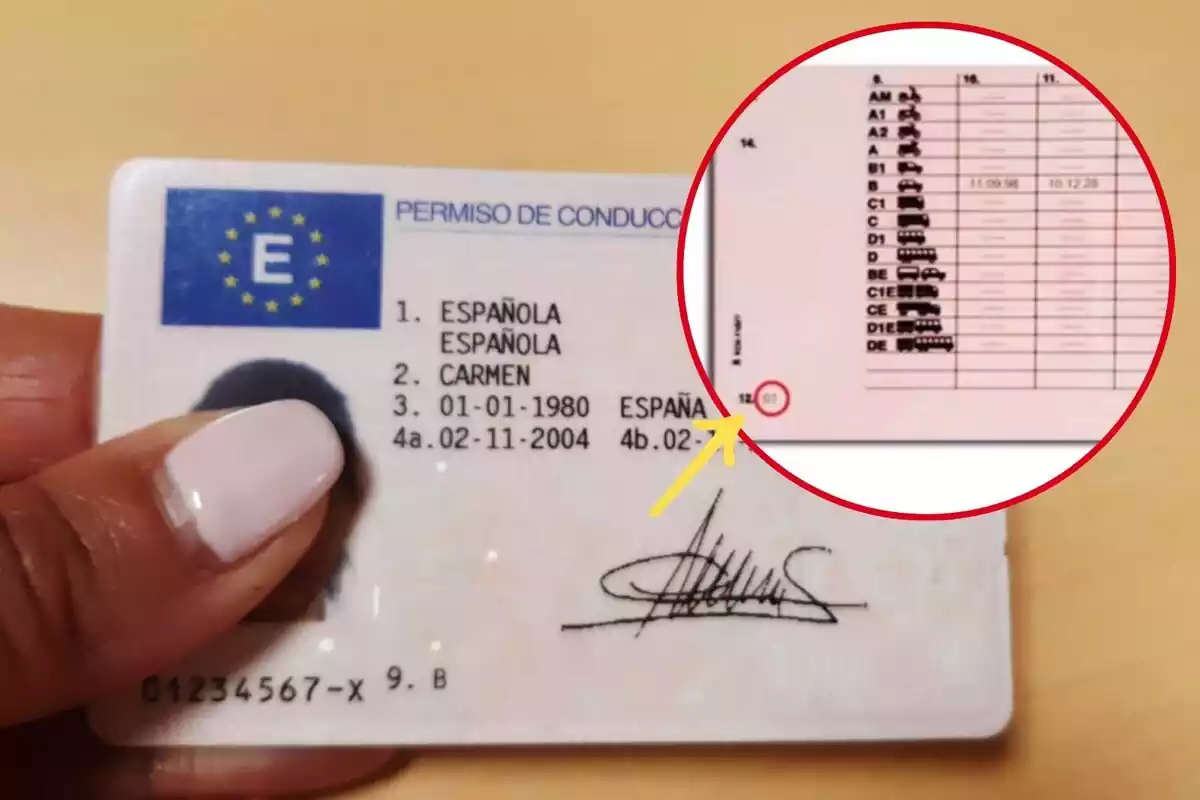 E
PERMISO DE CONDUCC
1. ESPAÑOLA
ESPAÑOLA
2. CARMEN
3. 01-01-1980 ESPAÑA
4a.02-11-2004 4b.02-
01234567-X 9. B
9. 10. 11.
14.
AM
A1
A2
A
B1
B 11.09.98 10.12.28
C1
C
D1
D
BE
C1E
CE
D1E
DE
12. 01